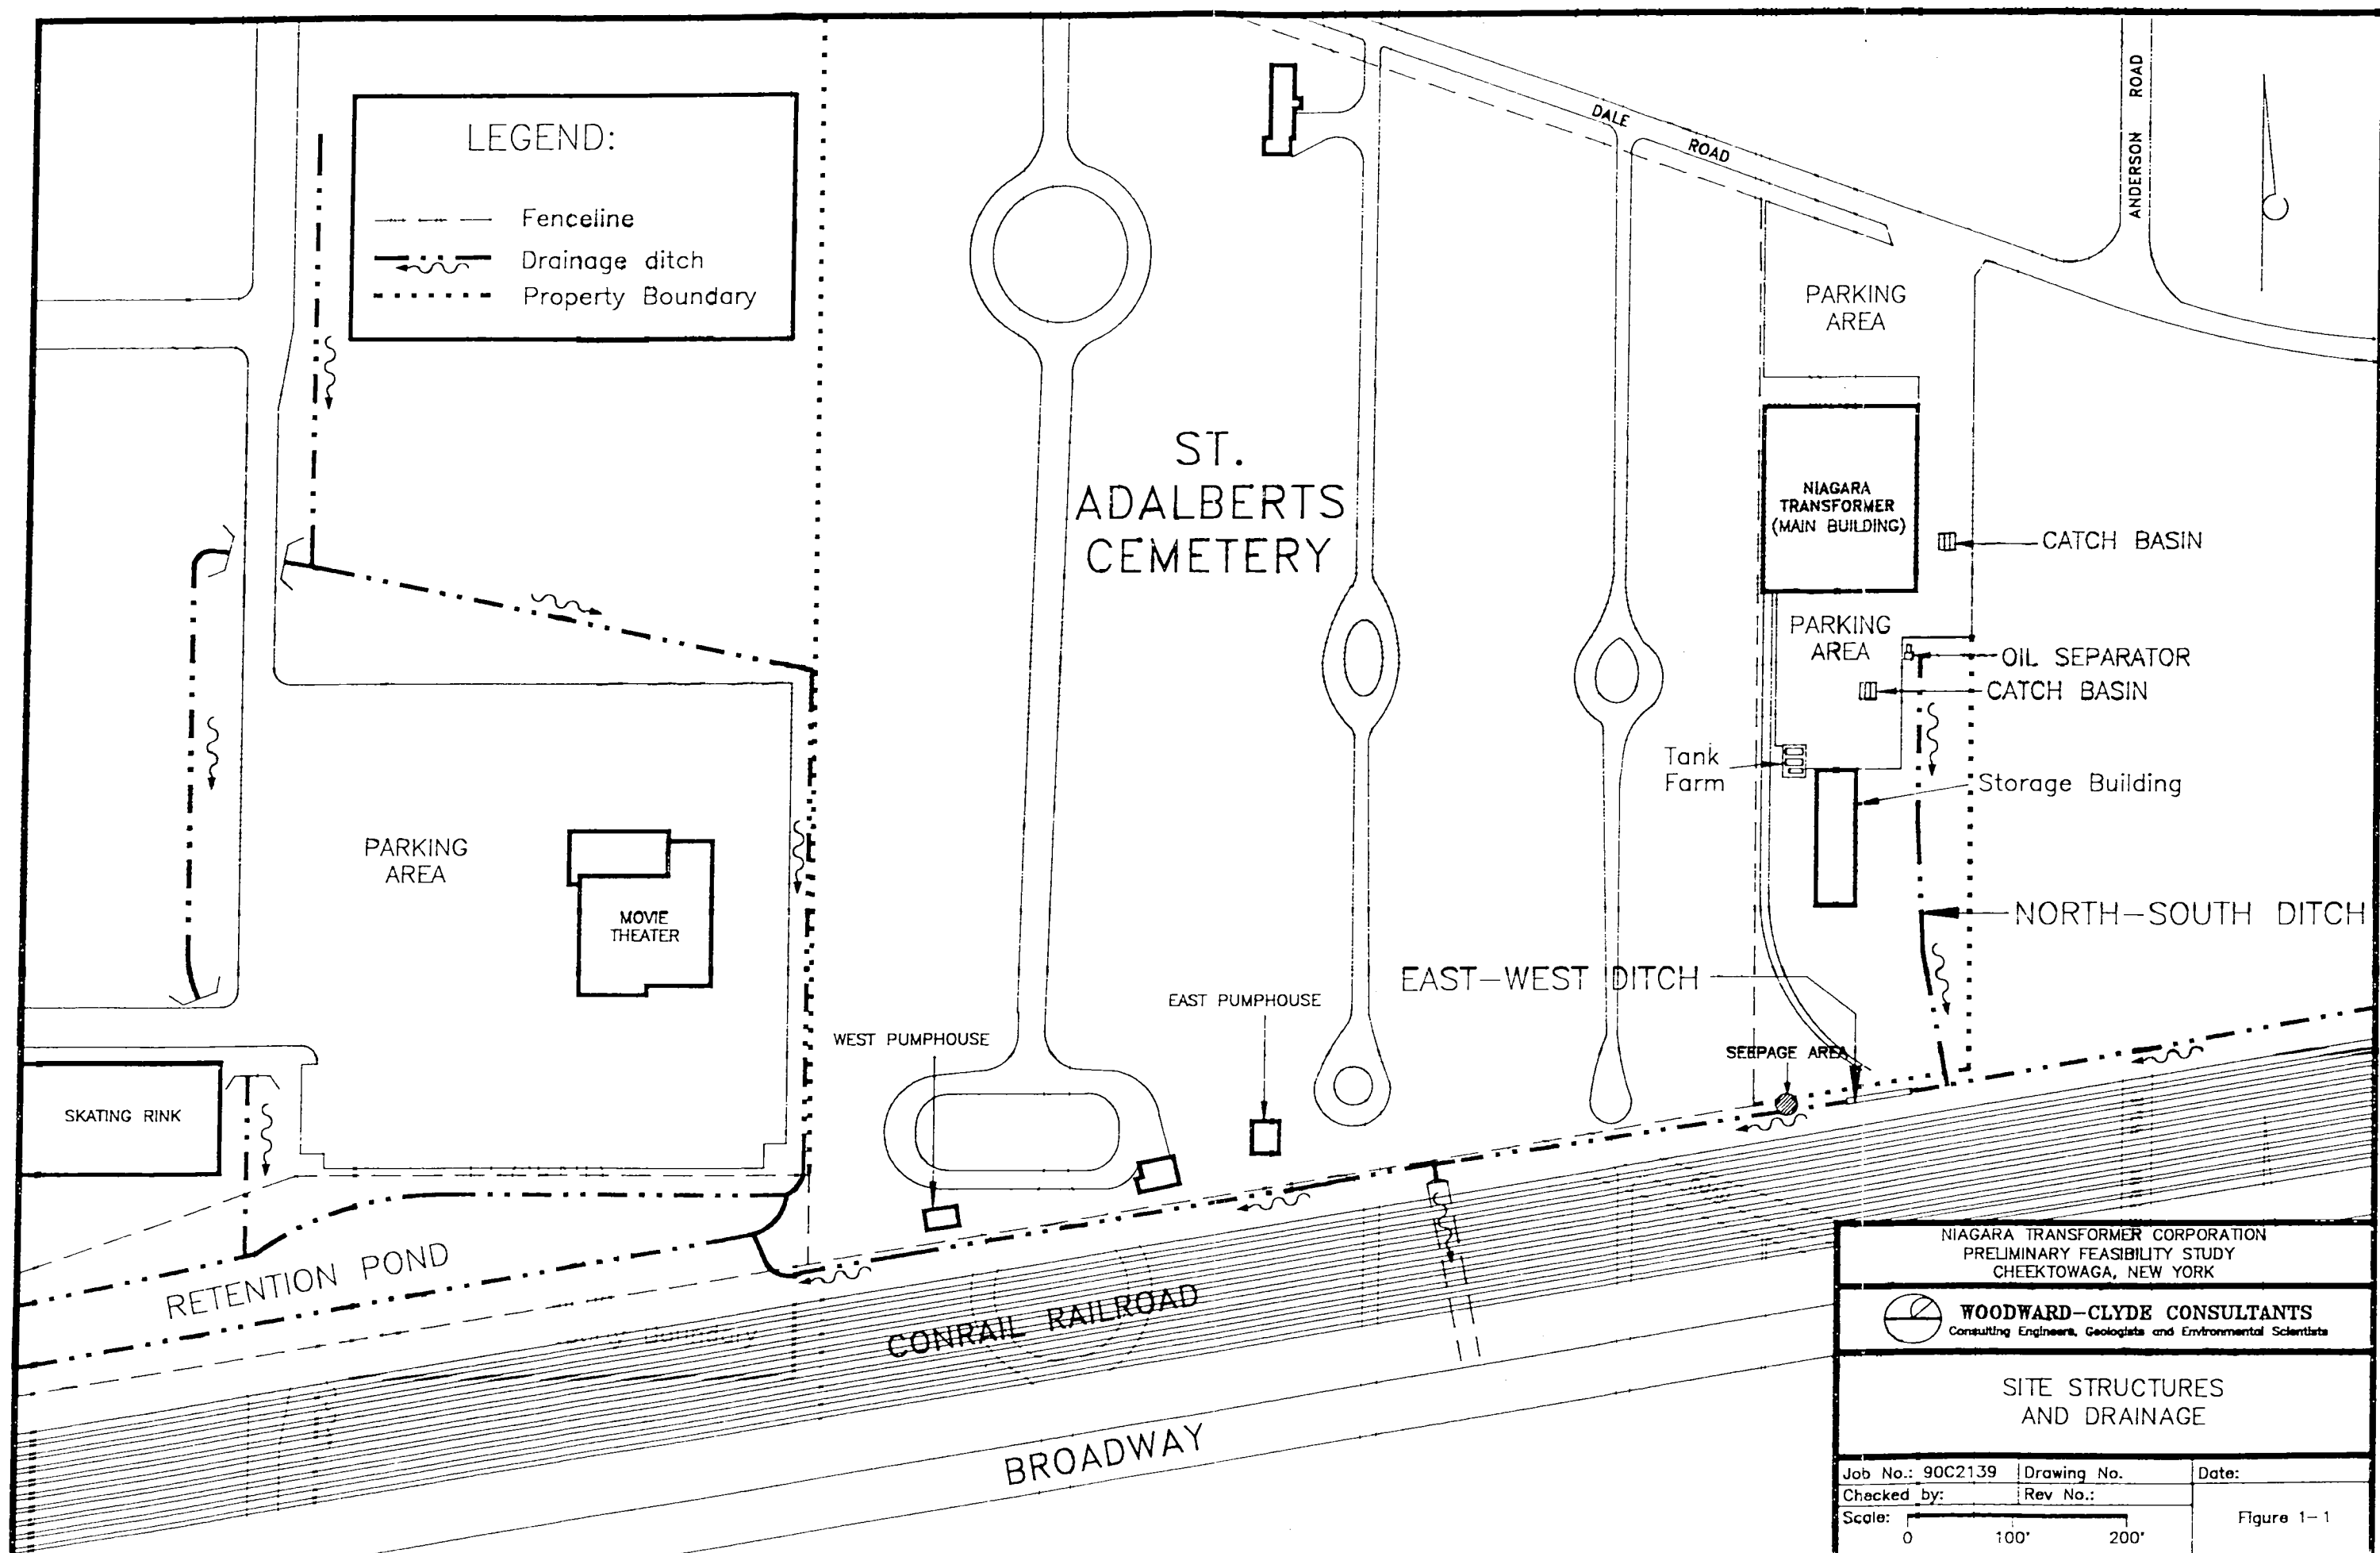 LEGEND:
Fenceline
Drainage ditch
Property Boundary
DALE
ROAD
ANDERSON ROAD
PARKING
AREA
ST.
ADALBERTS
CEMETERY
NIAGARA
TRANSFORMER
(MAIN BUILDING)
CATCH BASIN
PARKING
AREA
OIL SEPARATOR
CATCH BASIN
Tank
Farm
Storage Building
PARKING
AREA
MOVIE
THEATER
NORTH-SOUTH DITCH
EAST-WEST DITCH
EAST PUMPHOUSE
WEST PUMPHOUSE
SEEPAGE AREA
SKATING RINK
RETENTION POND
CONRAIL RAILROAD
BROADWAY
NIAGARA TRANSFORMER CORPORATION
PRELIMINARY FEASIBILITY STUDY
CHEEKTOWAGA, NEW YORK
WOODWARD-CLYDE CONSULTANTS
Consulting Engineers, Geologists and Environmental Scientists
SITE STRUCTURES
AND DRAINAGE
Job No.: 90C2139 Drawing No. Date:
Checked by: Rev No.:
Scale: 0 100' 200'
Figure 1-1